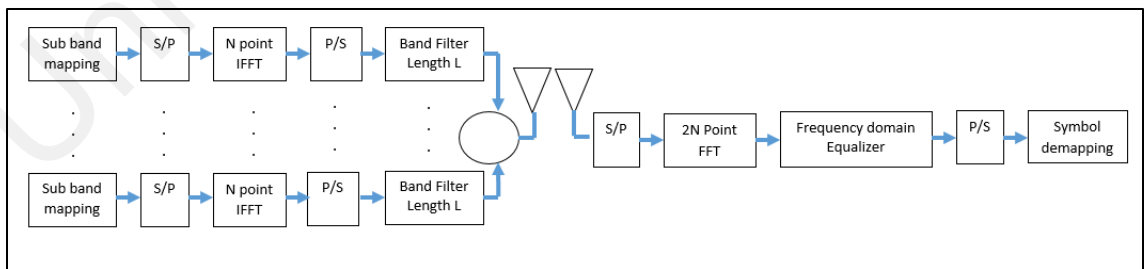 Sub band
mapping
S/P
N point
IFFT
P/S
Band Filter
Length L
S/P
2N Point
FFT
Frequency domain
Equalizer
P/S
Symbol
demapping
Sub band
mapping
S/P
N point
IFFT
P/S
Band Filter
Length L
Uni